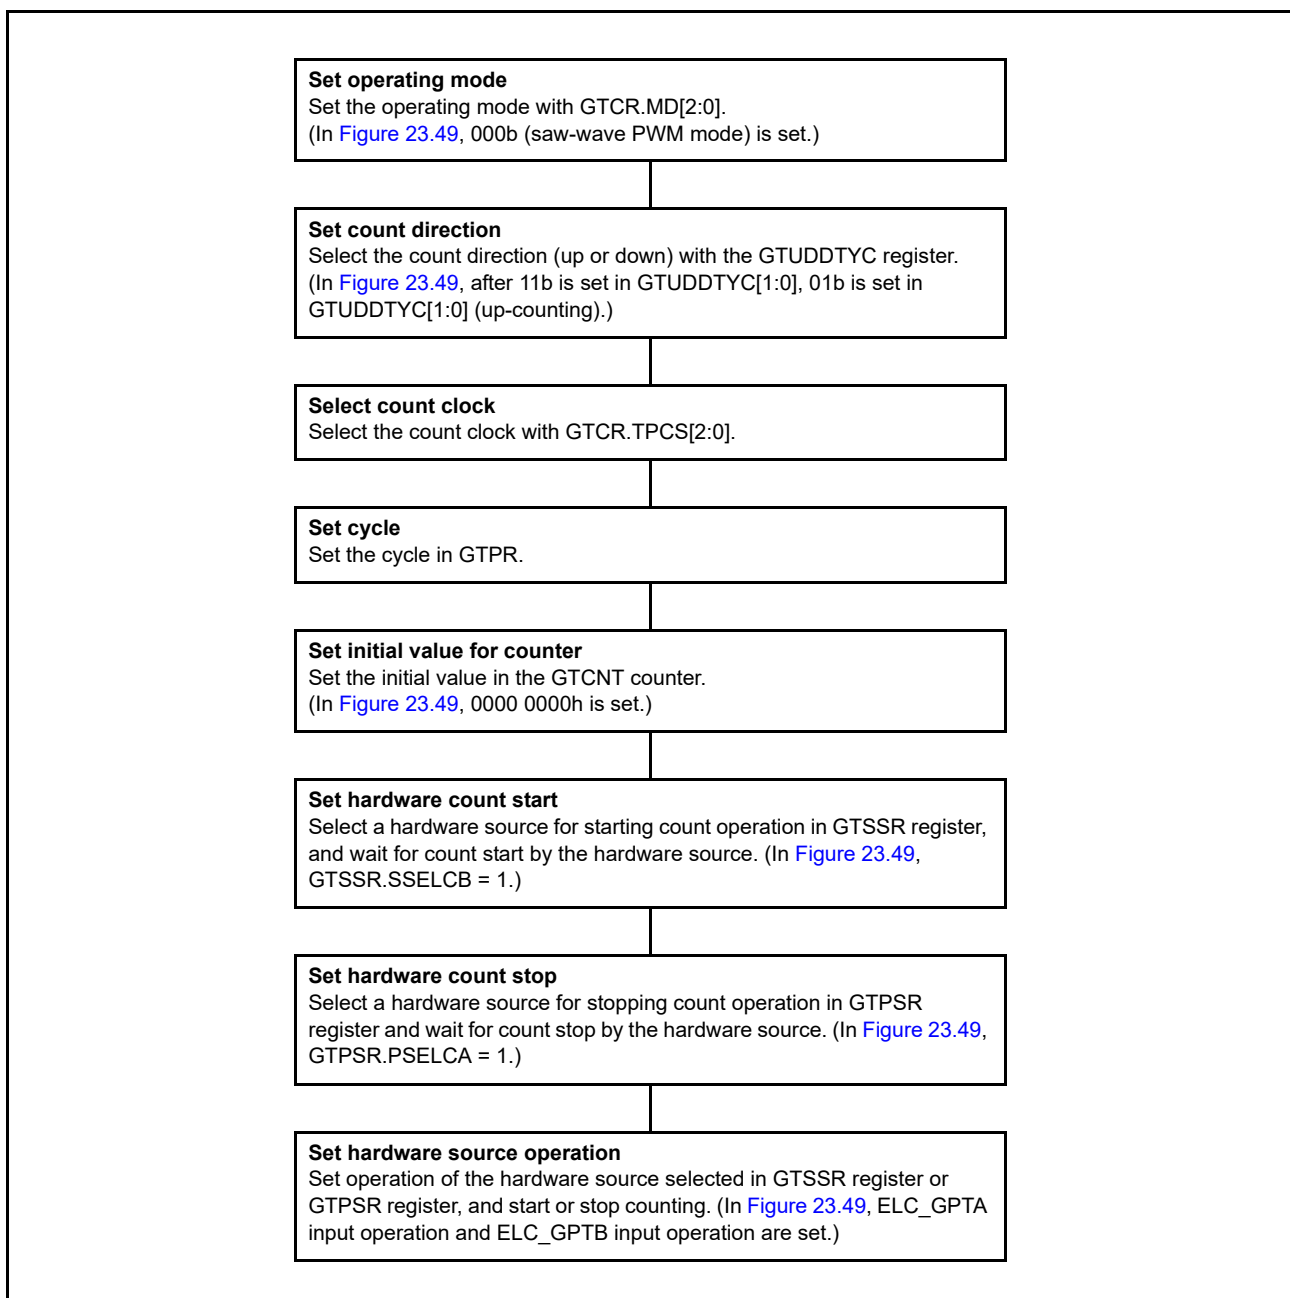 Set operating mode
Set the operating mode with GTCR.MD[2:0].
(In Figure 23.49, 000b (saw-wave PWM mode) is set.)
Set count direction
Select the count direction (up or down) with the GTUDDTYC register.
(In Figure 23.49, after 11b is set in GTUDDTYC[1:0], 01b is set in
GTUDDTYC[1:0] (up-counting).)
Select count clock
Select the count clock with GTCR.TPCS[2:0].
Set cycle
Set the cycle in GTPR.
Set initial value for counter
Set the initial value in the GTCNT counter.
(In Figure 23.49, 0000 0000h is set.)
Set hardware count start
Select a hardware source for starting count operation in GTSSR register,
and wait for count start by the hardware source. (In Figure 23.49,
GTSSR.SSELCB = 1.)
Set hardware count stop
Select a hardware source for stopping count operation in GTPSR
register and wait for count stop by the hardware source. (In Figure 23.49,
GTPSR.PSELCA = 1.)
Set hardware source operation
Set operation of the hardware source selected in GTSSR register or
GTPSR register, and start or stop counting. (In Figure 23.49, ELC_GPTA
input operation and ELC_GPTB input operation are set.)